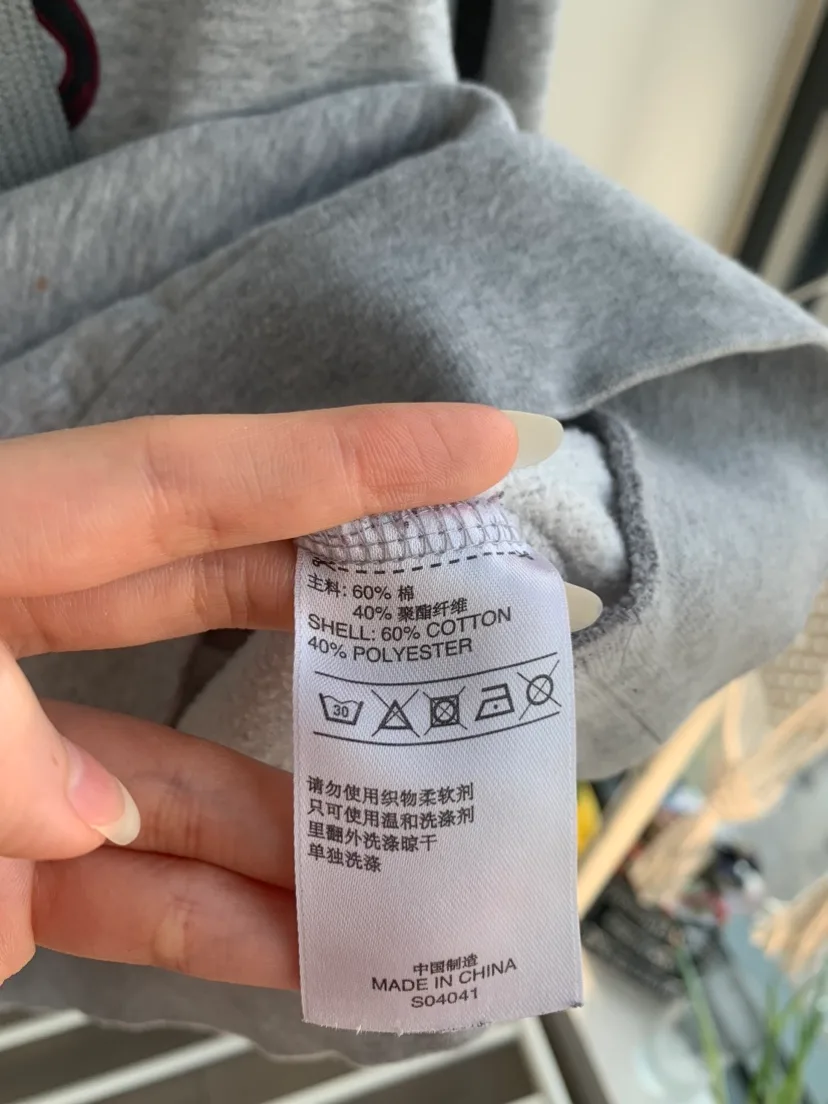 主料: 60% 棉
40% 聚酯纤维
SHELL: 60% COTTON
40% POLYESTER
30
请勿使用织物柔软剂
只可使用温和洗涤剂
里翻外洗涤晾干
单独洗涤
中国制造
MADE IN CHINA
S04041